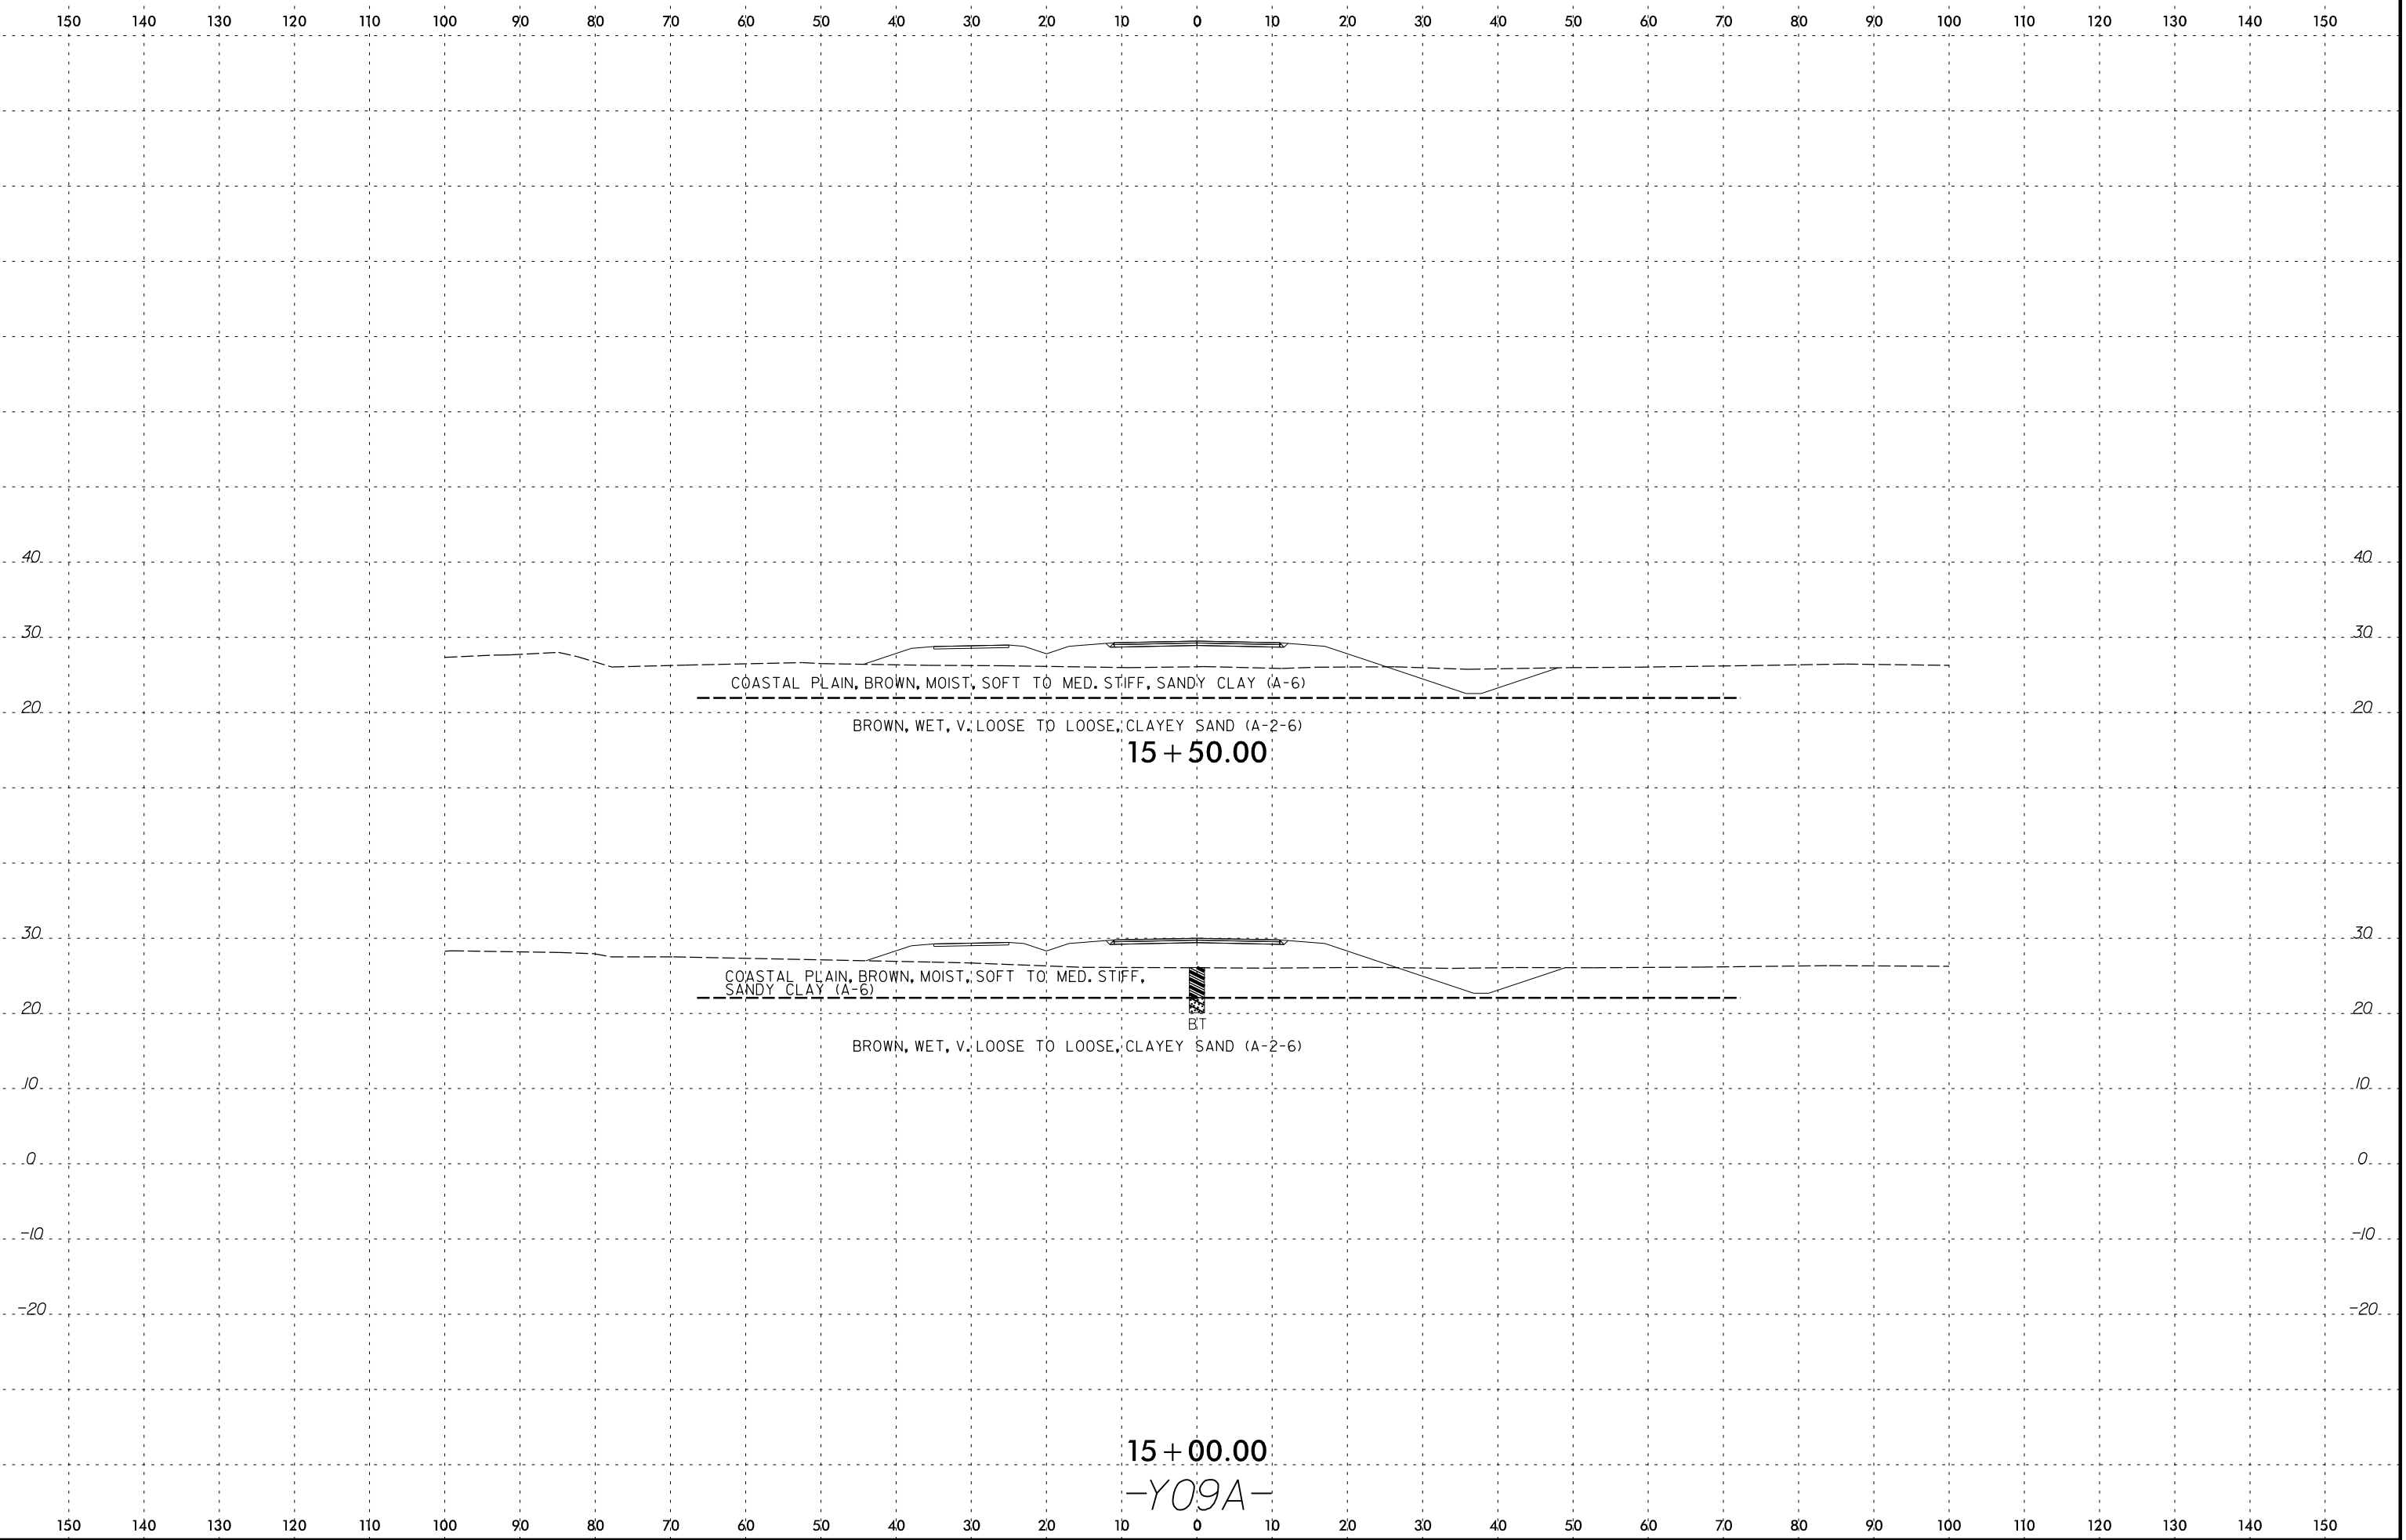 150 140 130 120 110 100 90 80 70 60 50 40 30 20 10 0 10 20 30 40 50 60 70 80 90 100 110 120 130 140 150
40 40
30 30
COASTAL PLAIN, BROWN, MOIST, SOFT TO MED. STIFF, SANDY CLAY (A-6)
20 20
BROWN, WET, V. LOOSE TO LOOSE, CLAYEY SAND (A-2-6)
15+50.00
30 30
COASTAL PLAIN, BROWN, MOIST, SOFT TO MED. STIFF,
SANDY CLAY (A-6)
20 20
BT
BROWN, WET, V. LOOSE TO LOOSE, CLAYEY SAND (A-2-6)
10 10
0 0
-10 -10
-20 -20
15+00.00
-Y09A-
150 140 130 120 110 100 90 80 70 60 50 40 30 20 10 0 10 20 30 40 50 60 70 80 90 100 110 120 130 140 150